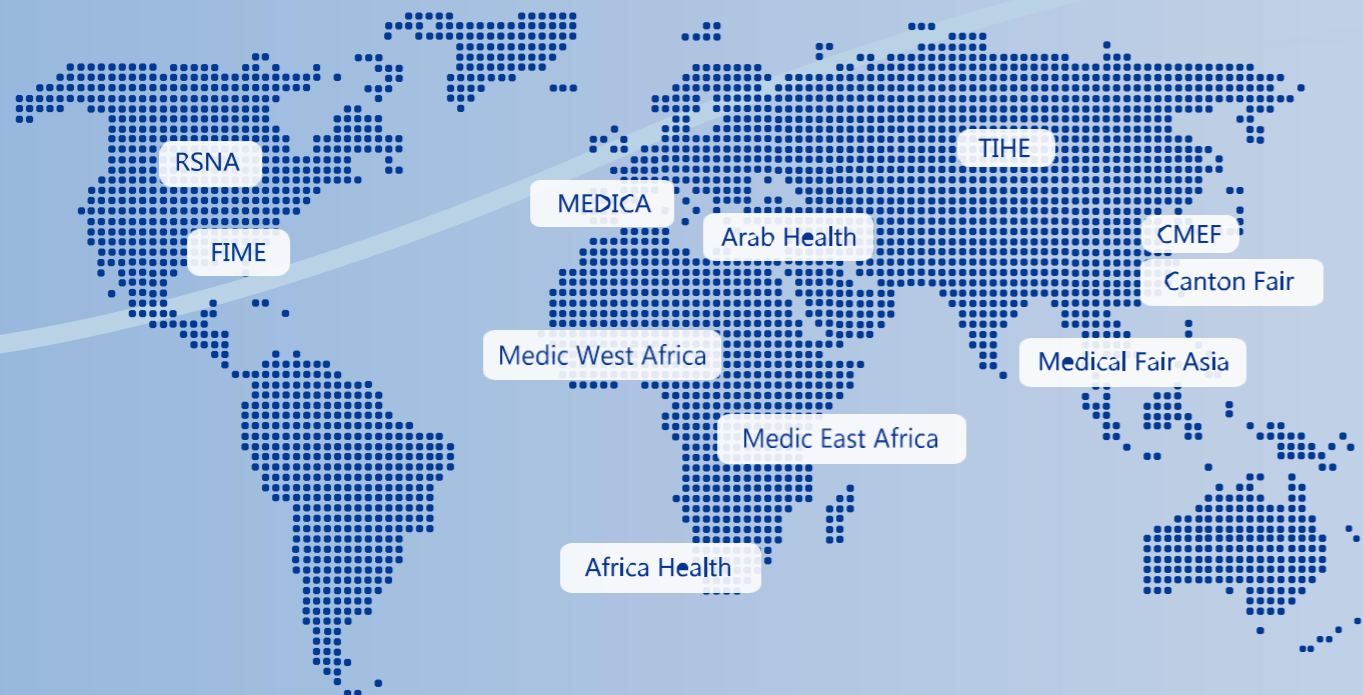 RSNA
TIHE
MEDICA
Arab Health
CMEF
FIME
Canton Fair
Medic West Africa
Medical Fair Asia
Medic East Africa
Africa Health